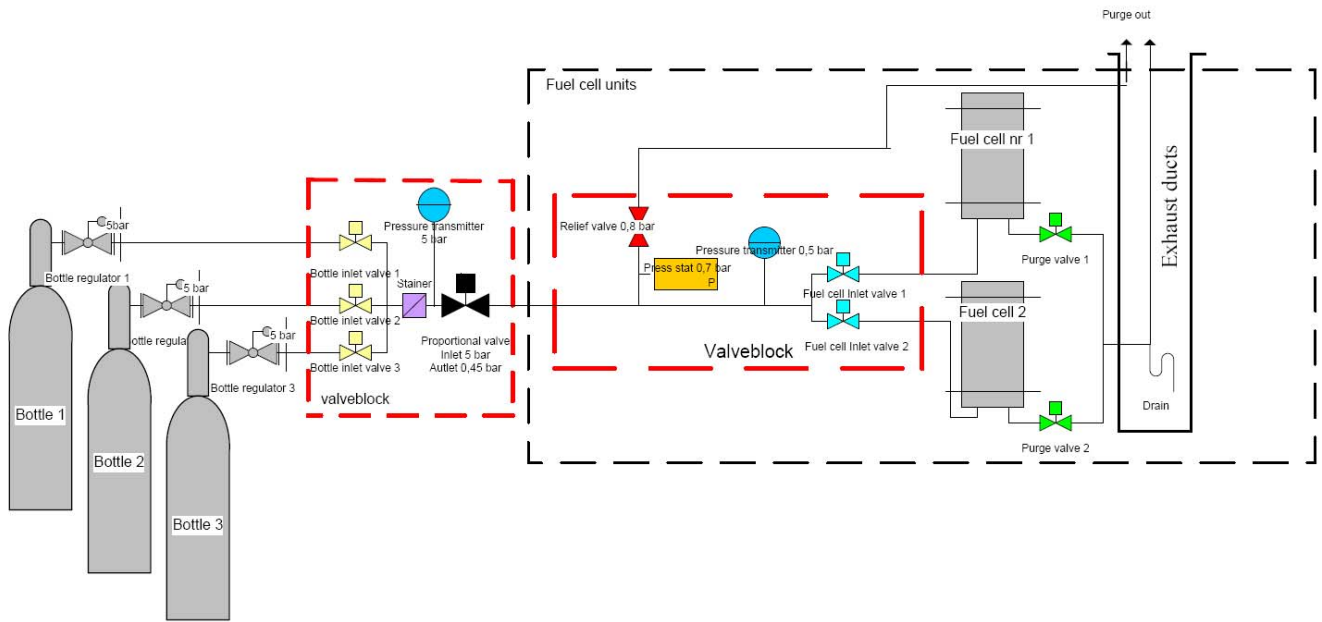 Purge out
Fuel cell units
Fuel cell nr 1
Exhaust ducts
5bar
Pressure transmitter
5 bar
Relief valve 0,8 bar
Pressure transmitter 0,5 bar
Purge valve 1
Bottle regulator 1
Bottle inlet valve 1
Press stat 0,7 bar
P
5 bar
Stainer
Fuel cell Inlet valve 1
Fuel cell 2
Bottle inlet valve 2
ottle regula
5 bar
Proportional valve
Inlet 5 bar
Autlet 0,45 bar
Fuel cell Inlet valve 2
Valveblock
Bottle inlet valve 3
Bottle regulator 3
valveblock
Drain
Bottle 1
Purge valve 2
Bottle 2
Bottle 3